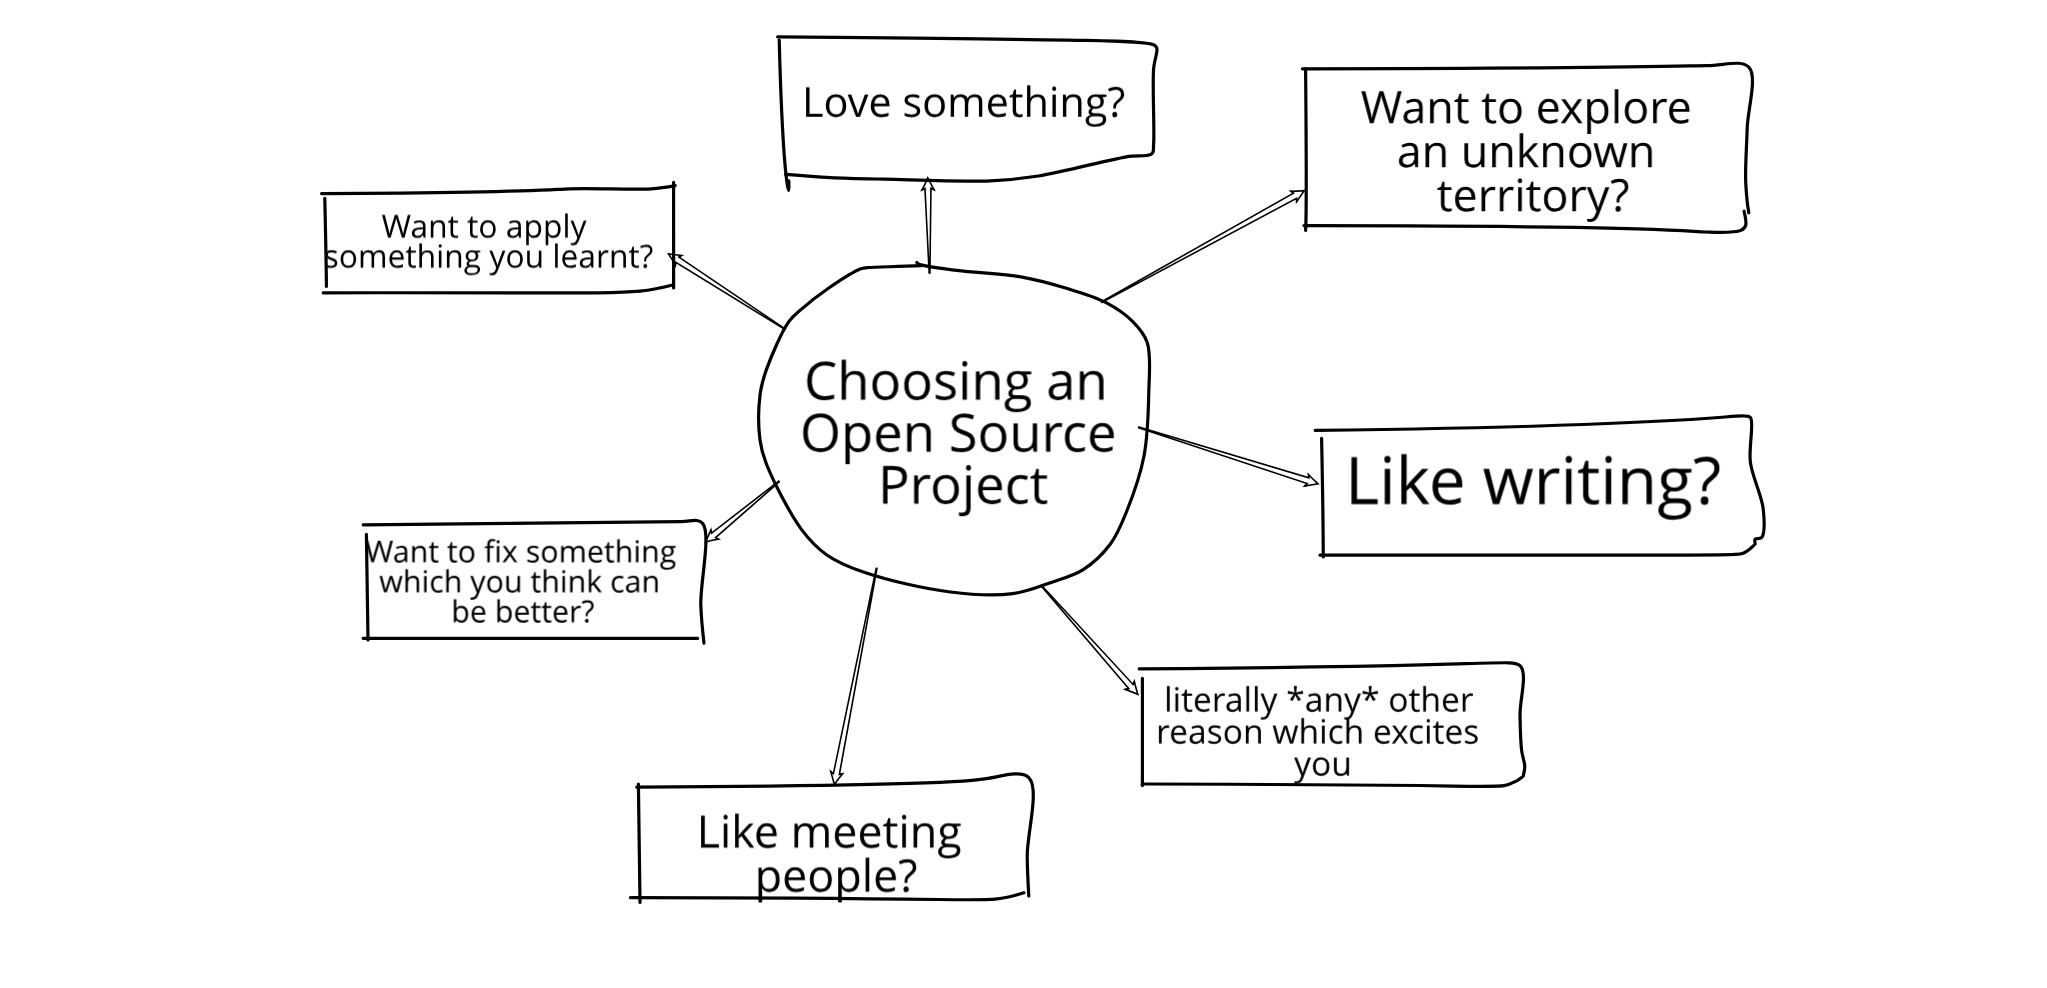 Love something?
Want to explore
an unknown
territory?
Want to apply
something you learnt?
Choosing an
Open Source
Project
Like writing?
Want to fix something
which you think can
be better?
literally *any* other
reason which excites
you
Like meeting
people?